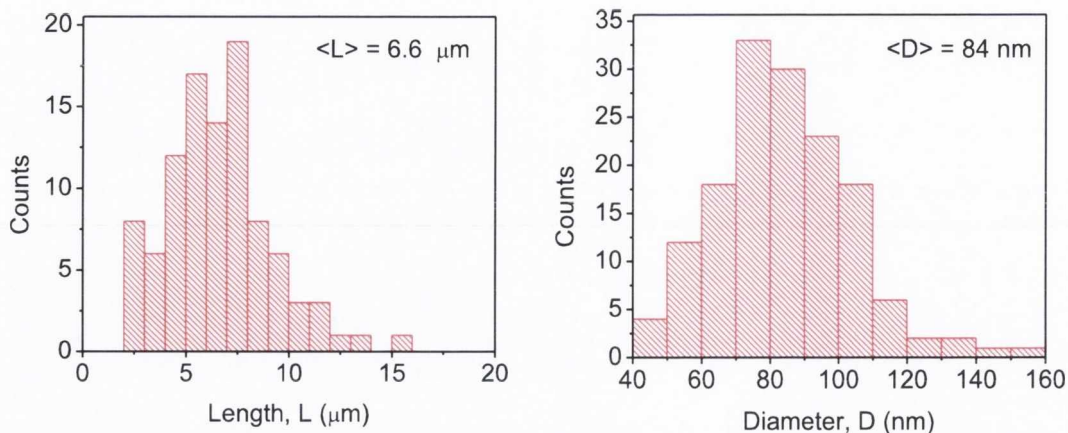 20
15
10
5
0
Counts
<L> = 6.6 μm
0 5 10 15 20
Length, L (μm)
35
30
25
20
15
10
5
0
Counts
<D> = 84 nm
40 60 80 100 120 140 160
Diameter, D (nm)